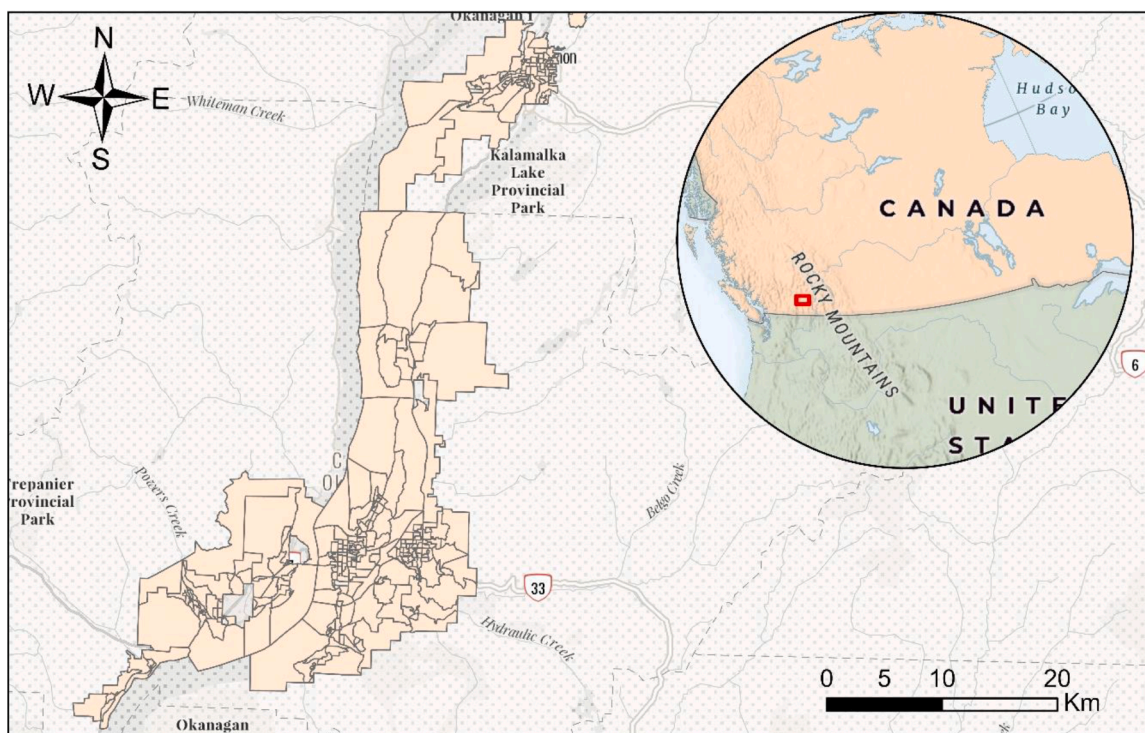 Okanagan 1
N
W
E
S
Whiteman Creek
Kalamalka
Lake
Provincial
Park
Hudso
Bay
CANADA
ROCKY MOUNTAINS
UNITE
STA
6
Powers Creek
Trepanier
Provincial
Park
Belgo Creek
33
Hydraulic Creek
Okanagan
0
5
10
20
Km